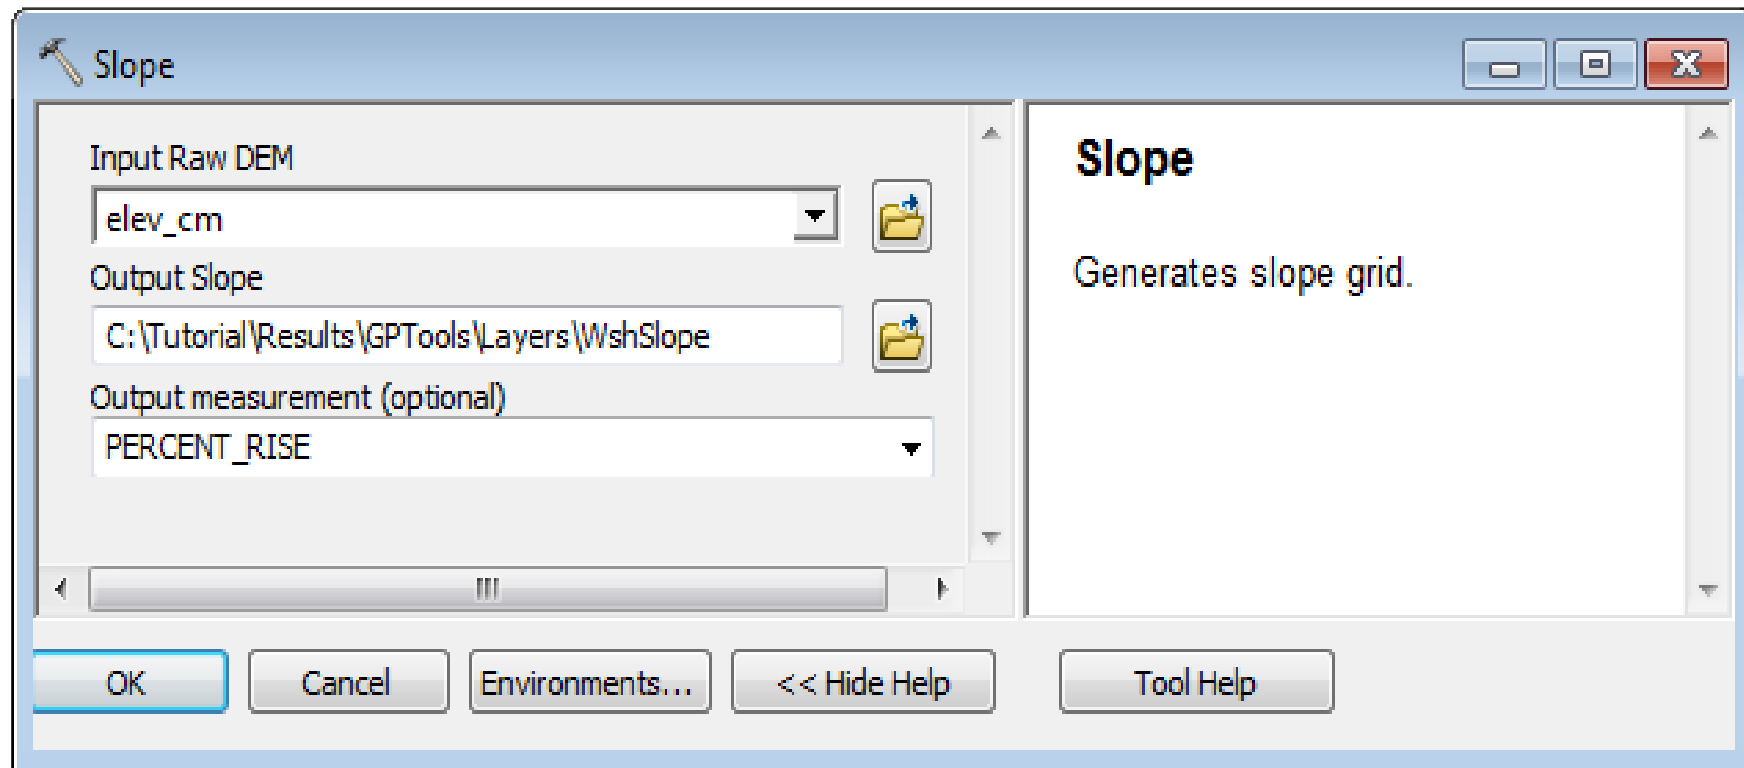 Slope
Input Raw DEM
elev_cm
Output Slope
C:\Tutorial\Results\GPTools\Layers\WshSlope
Output measurement (optional)
PERCENT_RISE
Slope
Generates slope grid.
OK
Cancel
Environments...
<< Hide Help
Tool Help